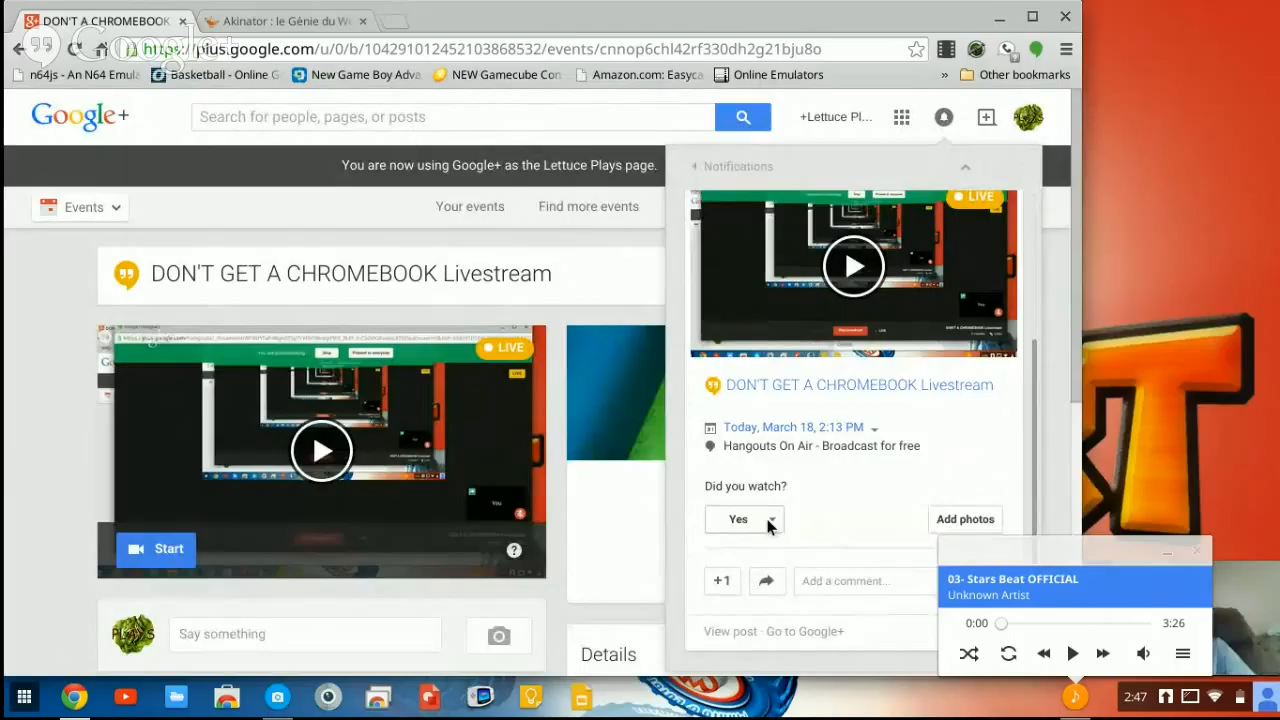 DON'T A CHROMEBOOK
Akinator : le Génie du W
Google+
https://plus.google.com/u/0/b/104291012452103868532/events/cnnop6chl42rf330dh2g21bju8o
n64js - An N64 Emula
Basketball - Online G
New Game Boy Adva
NEW Gamecube Con
Amazon.com: Easyca
Online Emulators
»
Other bookmarks
Google+
Search for people, pages, or posts
+Lettuce Pl...
You are now using Google+ as the Lettuce Plays page.
Notifications
Events
Your events
Find more events
LIVE
DON'T GET A CHROMEBOOK Livestream
LIVE
DON'T GET A CHROMEBOOK Livestream
Today, March 18, 2:13 PM
Hangouts On Air - Broadcast for free
Did you watch?
Yes
Add photos
You
Start
?
+1
Add a comment...
View post · Go to Google+
PLAYS
Say something
Details
03- Stars Beat OFFICIAL
Unknown Artist
0:00
3:26
2:47